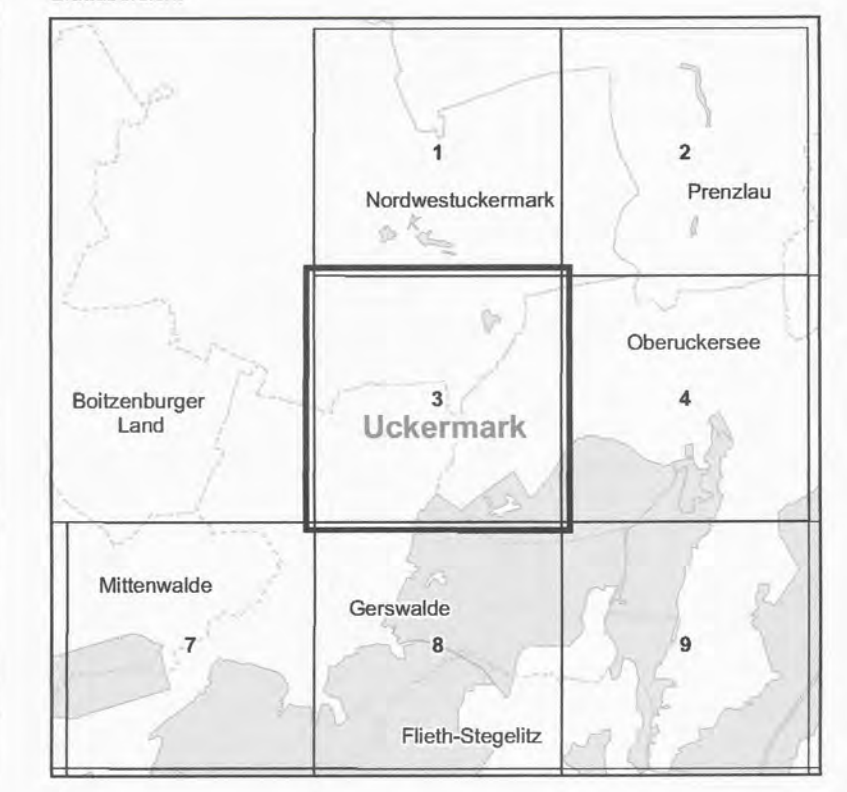 1
2
Nordwestuckermark
Prenzlau
Oberuckersee
Boitzenburger
Land
3
4
Uckermark
Mittenwalde
Gerswalde
7
8
9
Flieth-Stegelitz